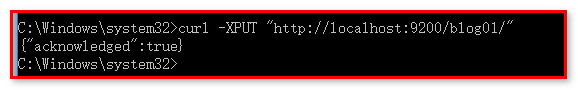 C:\Windows\system32>curl -XPUT "http://localhost:9200/blog01/"
{"acknowledged":true}
C:\Windows\system32>